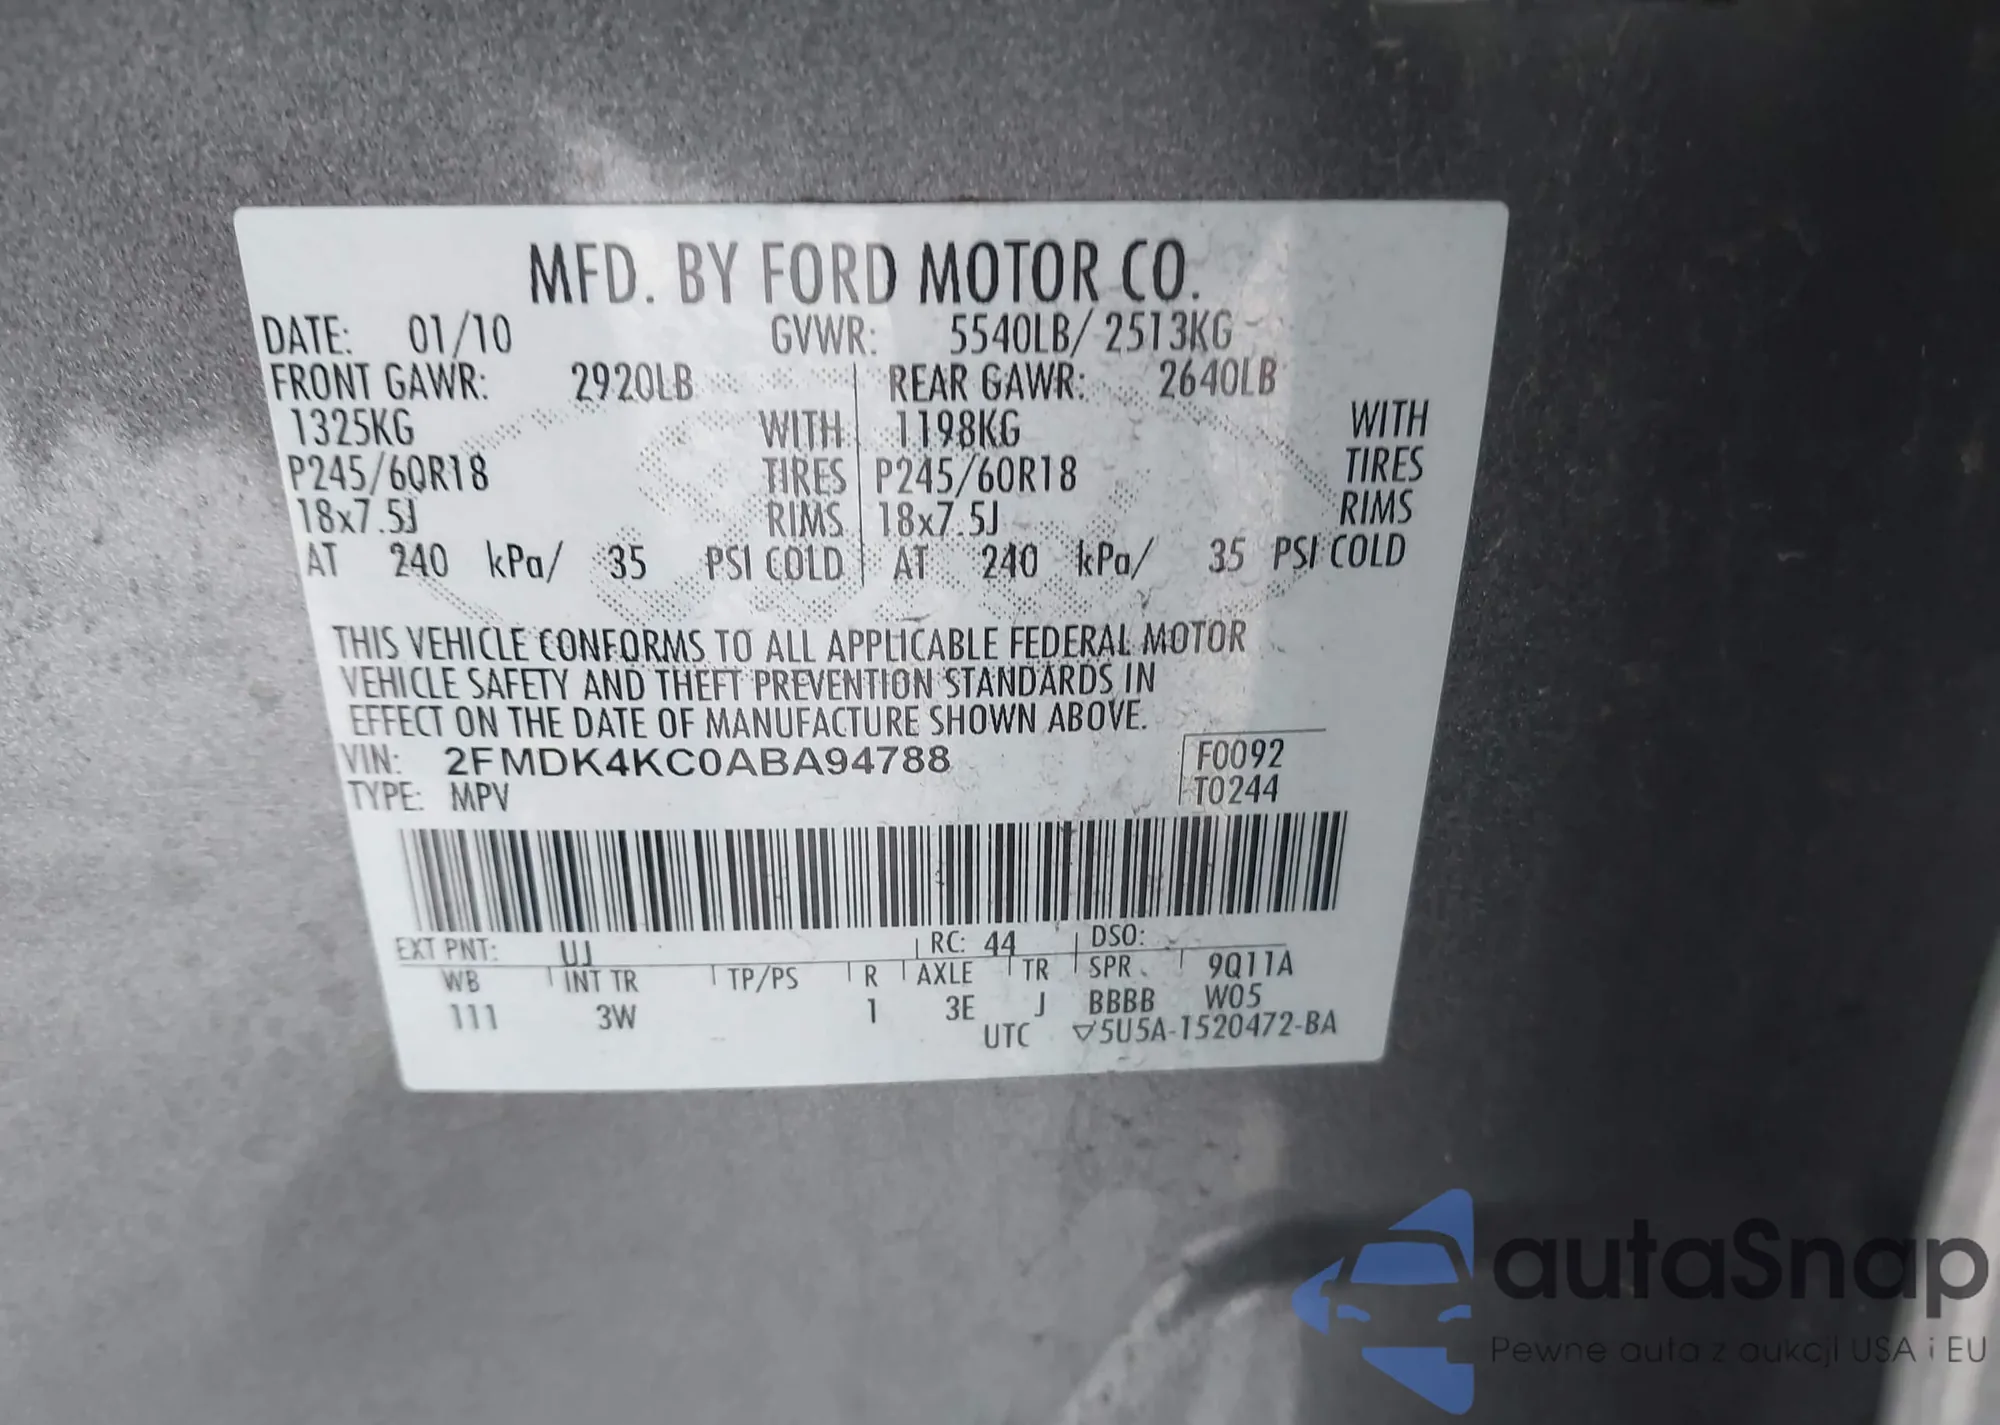 MFD. BY FORD MOTOR CO.
DATE: 01/10 GVWR: 5540LB/ 2513KG
FRONT GAWR: 2920LB REAR GAWR: 2640LB
1325KG WITH 1198KG WITH
P245/60R18 TIRES P245/60R18 TIRES
18x7.5J RIMS 18x7.5J RIMS
AT 240 kPa/ 35 PSI COLD AT 240 kPa/ 35 PSI COLD
THIS VEHICLE CONFORMS TO ALL APPLICABLE FEDERAL MOTOR
VEHICLE SAFETY AND THEFT PREVENTION STANDARDS IN
EFFECT ON THE DATE OF MANUFACTURE SHOWN ABOVE.
VIN: 2FMDK4KC0ABA94788 F0092
TYPE: MPV T0244
EXT PNT: UJ RC: 44 DSO:
WB INT TR TP/PS R AXLE TR SPR 9Q11A
111 3W 1 3E J BBBB W05
UTC ▽5U5A-1520472-BA
autaSnap
Pewne auta z aukcji USA i EU